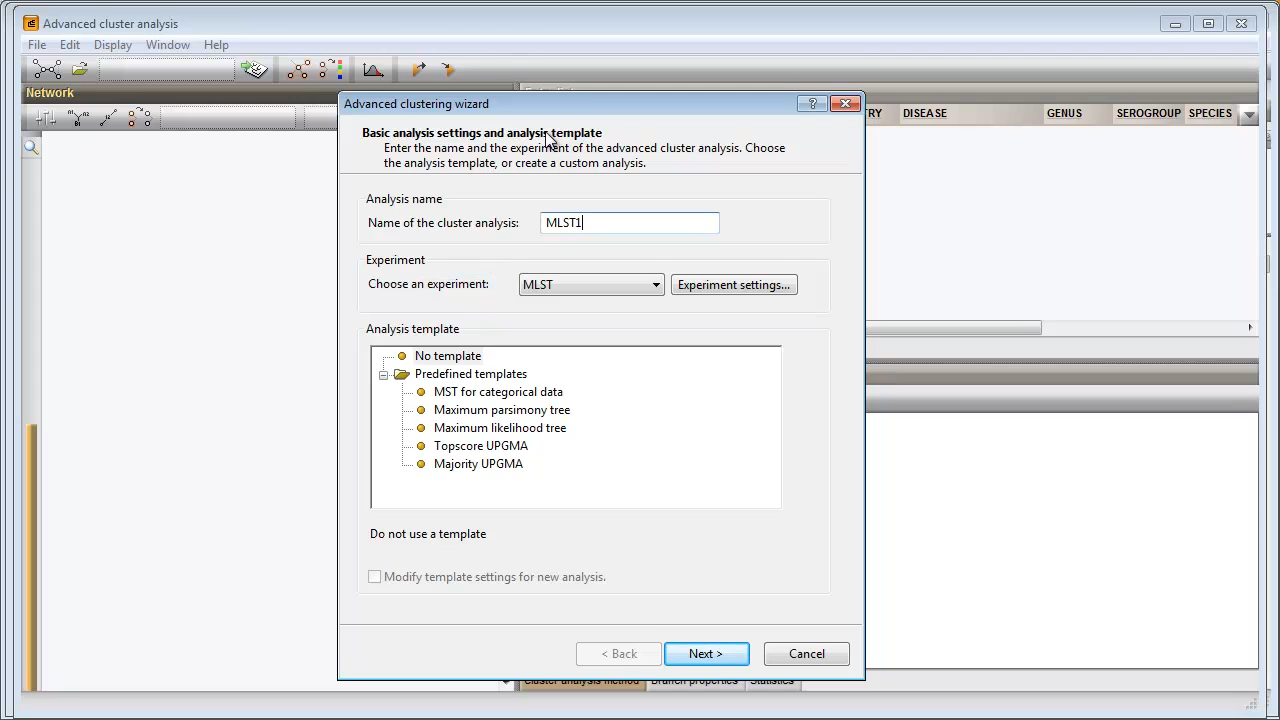 Advanced cluster analysis
File Edit Display Window Help
Network
RY DISEASE GENUS SEROGROUP SPECIES
Advanced clustering wizard
Basic analysis settings and analysis template
Enter the name and the experiment of the advanced cluster analysis. Choose
the analysis template, or create a custom analysis.
Analysis name
Name of the cluster analysis: MLST1
Experiment
Choose an experiment: MLST Experiment settings...
Analysis template
No template
Predefined templates
MST for categorical data
Maximum parsimony tree
Maximum likelihood tree
Topscore UPGMA
Majority UPGMA
Do not use a template
Modify template settings for new analysis.
< Back Next > Cancel
Cluster analysis method Branch properties Statistics